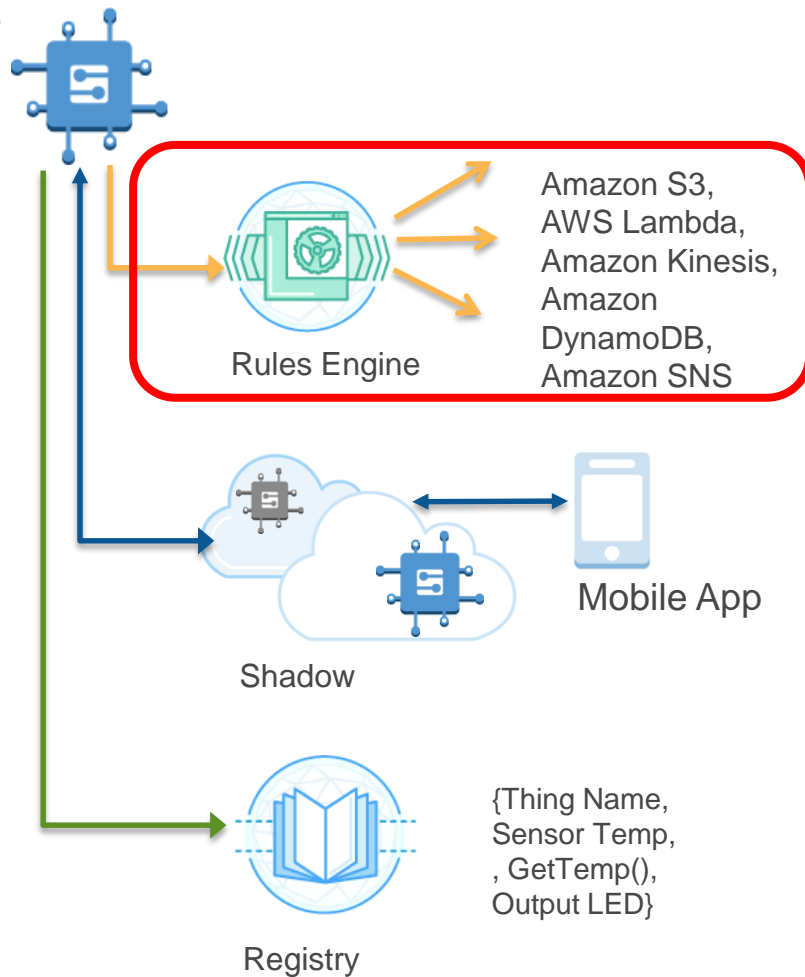 Amazon S3,
AWS Lambda,
Amazon Kinesis,
Amazon
DynamoDB,
Amazon SNS
Rules Engine
Mobile App
Shadow
{Thing Name,
Sensor Temp,
, GetTemp(),
Output LED}
Registry